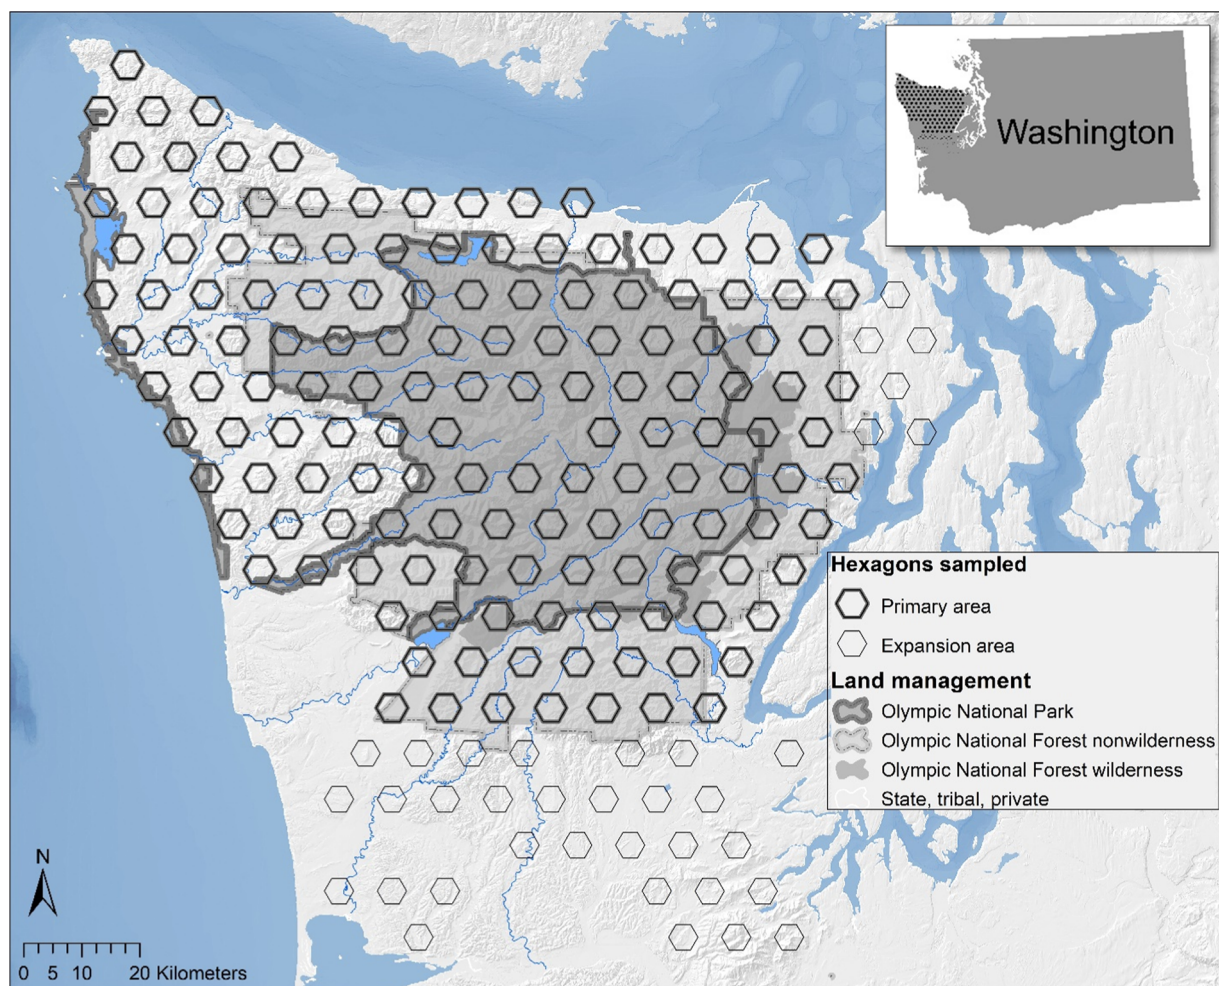 Washington
Hexagons sampled
Primary area
Expansion area
Land management
Olympic National Park
Olympic National Forest nonwilderness
Olympic National Forest wilderness
State, tribal, private
N
0 5 10 20 Kilometers